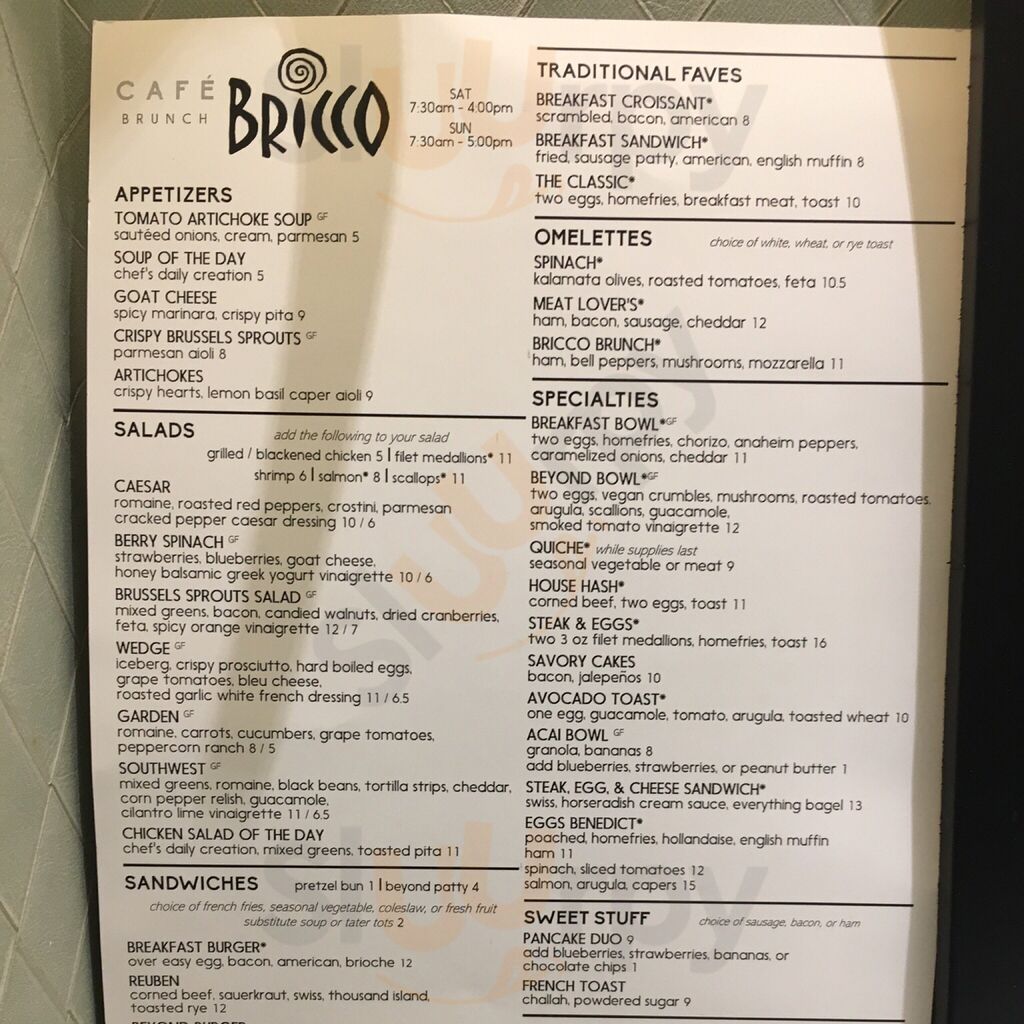 CAFÉ
BRUNCH
BRICCO
SAT
7:30am - 4:00pm
SUN
7:30am - 5:00pm
APPETIZERS
TOMATO ARTICHOKE SOUP GF
sautéed onions, cream, parmesan 5
SOUP OF THE DAY
chef's daily creation 5
GOAT CHEESE
spicy marinara, crispy pita 9
CRISPY BRUSSELS SPROUTS GF
parmesan aioli 8
ARTICHOKES
crispy hearts, lemon basil caper aioli 9
SALADS
add the following to your salad
grilled / blackened chicken 5 | filet medallions* 11
shrimp 6 | salmon* 8 | scallops* 11
CAESAR
romaine, roasted red peppers, crostini, parmesan
cracked pepper caesar dressing 10 / 6
BERRY SPINACH GF
strawberries, blueberries, goat cheese,
honey balsamic greek yogurt vinaigrette 10 / 6
BRUSSELS SPROUTS SALAD GF
mixed greens, bacon, candied walnuts, dried cranberries,
feta, spicy orange vinaigrette 12 / 7
WEDGE GF
iceberg, crispy prosciutto, hard boiled eggs,
grape tomatoes, bleu cheese,
roasted garlic white french dressing 11 / 6.5
GARDEN GF
romaine, carrots, cucumbers, grape tomatoes,
peppercorn ranch 8 / 5
SOUTHWEST GF
mixed greens, romaine, black beans, tortilla strips, cheddar,
corn pepper relish, guacamole,
cilantro lime vinaigrette 11 / 6.5
CHICKEN SALAD OF THE DAY
chef's daily creation, mixed greens, toasted pita 11
SANDWICHES
pretzel bun 1 | beyond patty 4
choice of french fries, seasonal vegetable, coleslaw, or fresh fruit
substitute soup or tater tots 2
BREAKFAST BURGER*
over easy egg, bacon, american, brioche 12
REUBEN
corned beef, sauerkraut, swiss, thousand island,
toasted rye 12
BEYOND BURGER
TRADITIONAL FAVES
BREAKFAST CROISSANT*
scrambled, bacon, american 8
BREAKFAST SANDWICH*
fried, sausage patty, american, english muffin 8
THE CLASSIC*
two eggs, homefries, breakfast meat, toast 10
OMELETTES
choice of white, wheat, or rye toast
SPINACH*
kalamata olives, roasted tomatoes, feta 10.5
MEAT LOVER'S*
ham, bacon, sausage, cheddar 12
BRICCO BRUNCH*
ham, bell peppers, mushrooms, mozzarella 11
SPECIALTIES
BREAKFAST BOWL*GF
two eggs, homefries, chorizo, anaheim peppers,
caramelized onions, cheddar 11
BEYOND BOWL*GF
two eggs, vegan crumbles, mushrooms, roasted tomatoes,
arugula, scallions, guacamole,
smoked tomato vinaigrette 12
QUICHE* while supplies last
seasonal vegetable or meat 9
HOUSE HASH*
corned beef, two eggs, toast 11
STEAK & EGGS*
two 3 oz filet medallions, homefries, toast 16
SAVORY CAKES
bacon, jalepeños 10
AVOCADO TOAST*
one egg, guacamole, tomato, arugula, toasted wheat 10
ACAI BOWL GF
granola, bananas 8
add blueberries, strawberries, or peanut butter 1
STEAK, EGG, & CHEESE SANDWICH*
swiss, horseradish cream sauce, everything bagel 13
EGGS BENEDICT*
poached, homefries, hollandaise, english muffin
ham 11
spinach, sliced tomatoes 12
salmon, arugula, capers 15
SWEET STUFF
choice of sausage, bacon, or ham
PANCAKE DUO 9
add blueberries, strawberries, bananas, or
chocolate chips 1
FRENCH TOAST
challah, powdered sugar 9
sluurpy
sluurpy
sluurpy